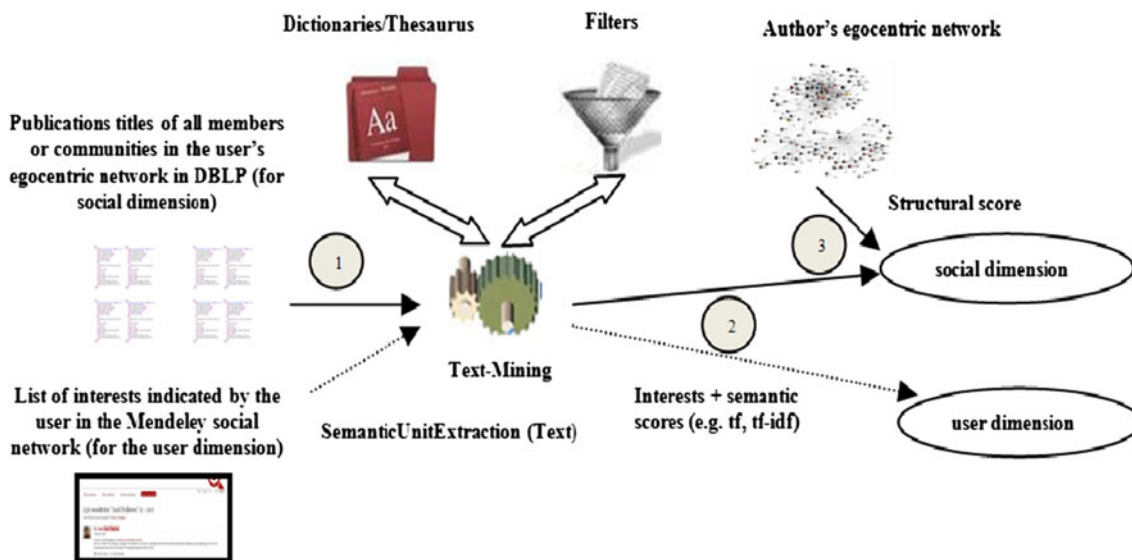 Dictionaries/Thesaurus
Filters
Author's egocentric network
Aa
Publications titles of all members
or communities in the user's
egocentric network in DBLP (for
social dimension)
1
3
Structural score
social dimension
2
Text-Mining
List of interests indicated by the
user in the Mendeley social
network (for the user dimension)
SemanticUnitExtraction (Text)
Interests + semantic
scores (e.g. tf, tf-idf)
user dimension